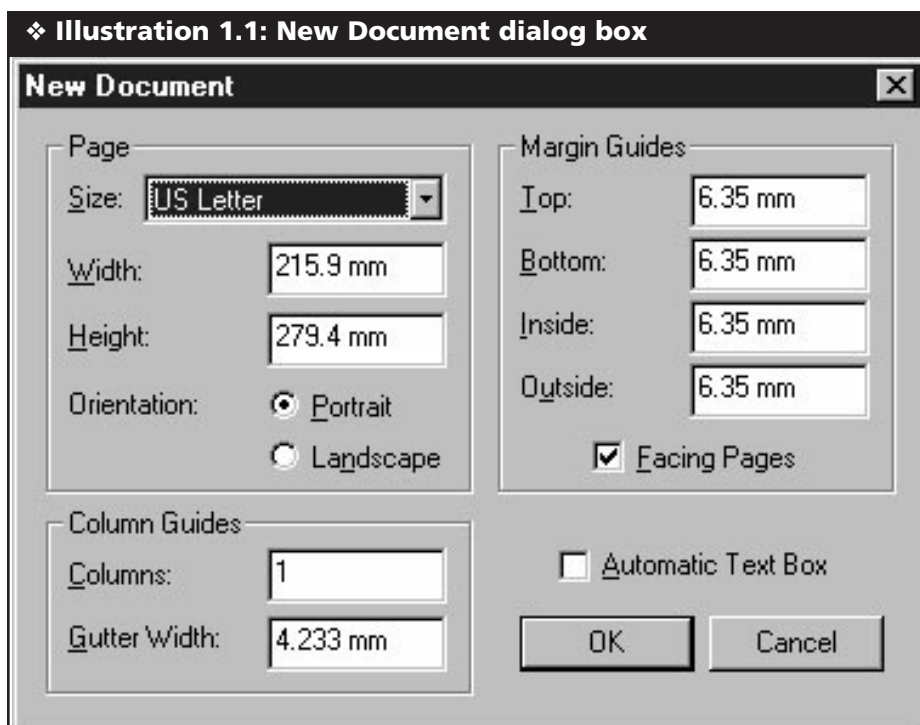 ❖ Illustration 1.1: New Document dialog box
New Document
Page
Size: US Letter
Width: 215.9 mm
Height: 279.4 mm
Orientation: Portrait
Landscape
Margin Guides
Top: 6.35 mm
Bottom: 6.35 mm
Inside: 6.35 mm
Outside: 6.35 mm
Facing Pages
Column Guides
Columns: 1
Gutter Width: 4.233 mm
Automatic Text Box
OK Cancel